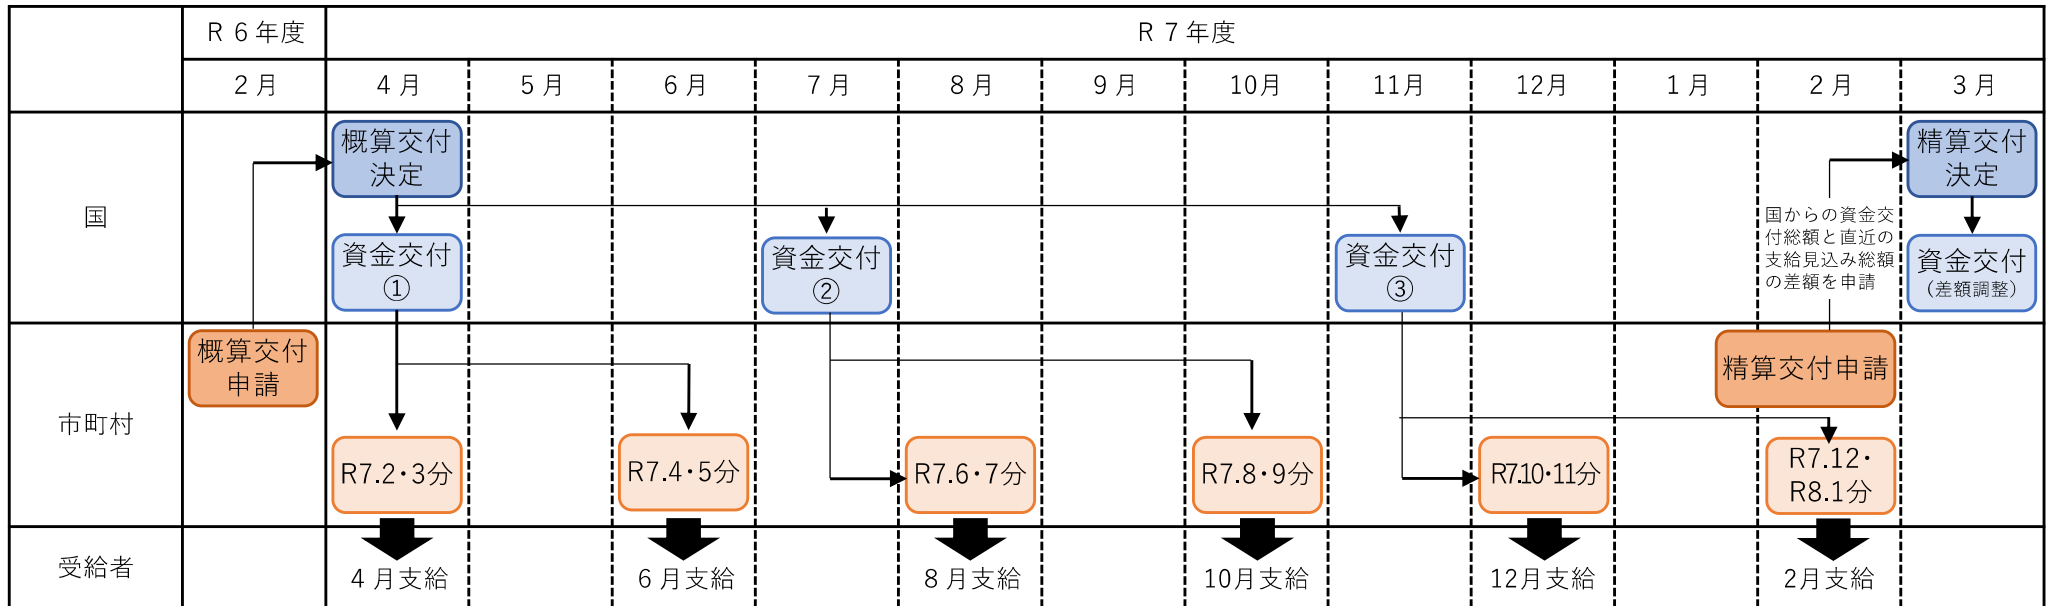 R 6年度
R 7年度
2月
4月
5月
6月
7月
8月
9月
10月
11月
12月
1月
2月
3月
国
概算交付
決定
資金交付
①
資金交付
②
資金交付
③
国からの資金交
付総額と直近の
支給見込み総額
の差額を申請
精算交付
決定
資金交付
(差額調整)
市町村
概算交付
申請
精算交付申請
R7.2・3分
R7.4・5分
R7.6・7分
R7.8・9分
R7.10・11分
R7.12・
R8.1分
受給者
4月支給
6月支給
8月支給
10月支給
12月支給
2月支給